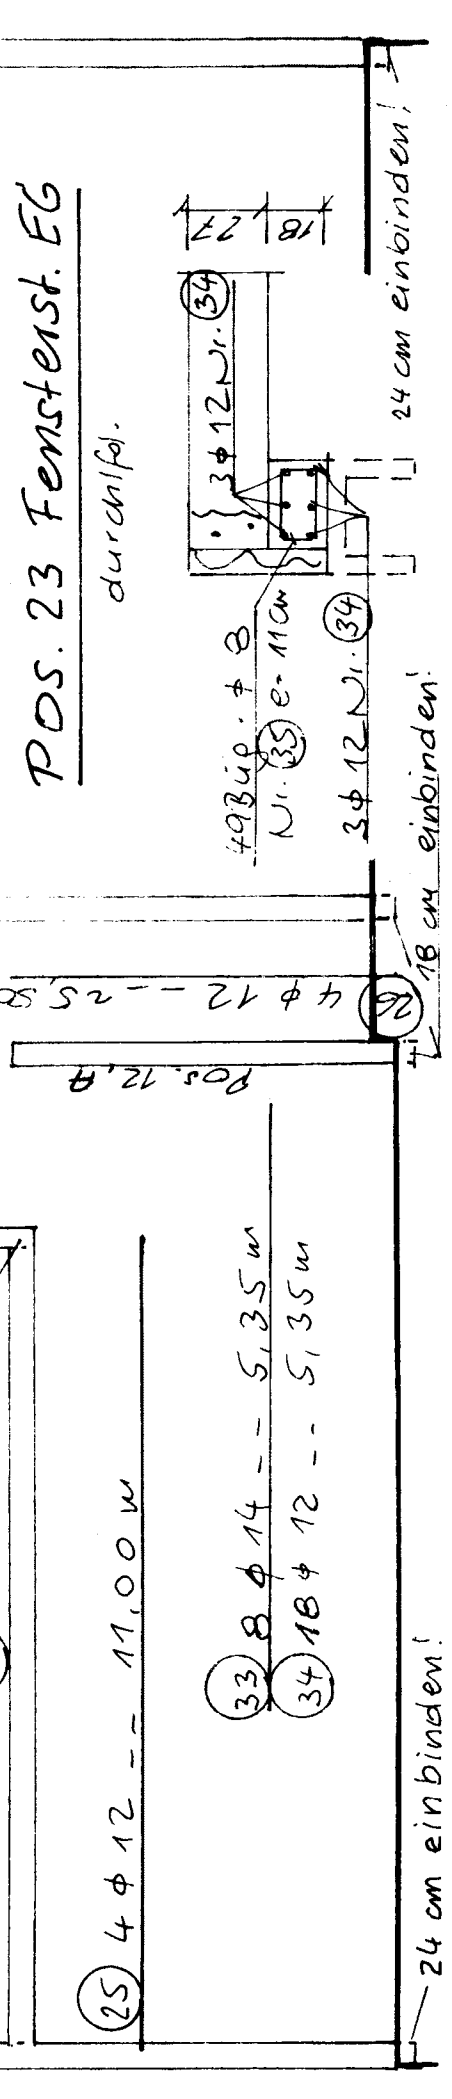 Pos. 23 Fensterst. EG
durchlfd.
27
18
3 ϕ 12 Nr. 34
49 Büg. ϕ 8
Nr. 35 e = 11 cm
3 ϕ 12 Nr. 34
24 cm einbinden!
18 cm einbinden!
26 4 ϕ 12 -- 25,50
Pos. 12, A
33 8 ϕ 14 -- 5,35 m
34 18 ϕ 12 -- 5,35 m
25 4 ϕ 12 -- 11,00 m
24 cm einbinden!